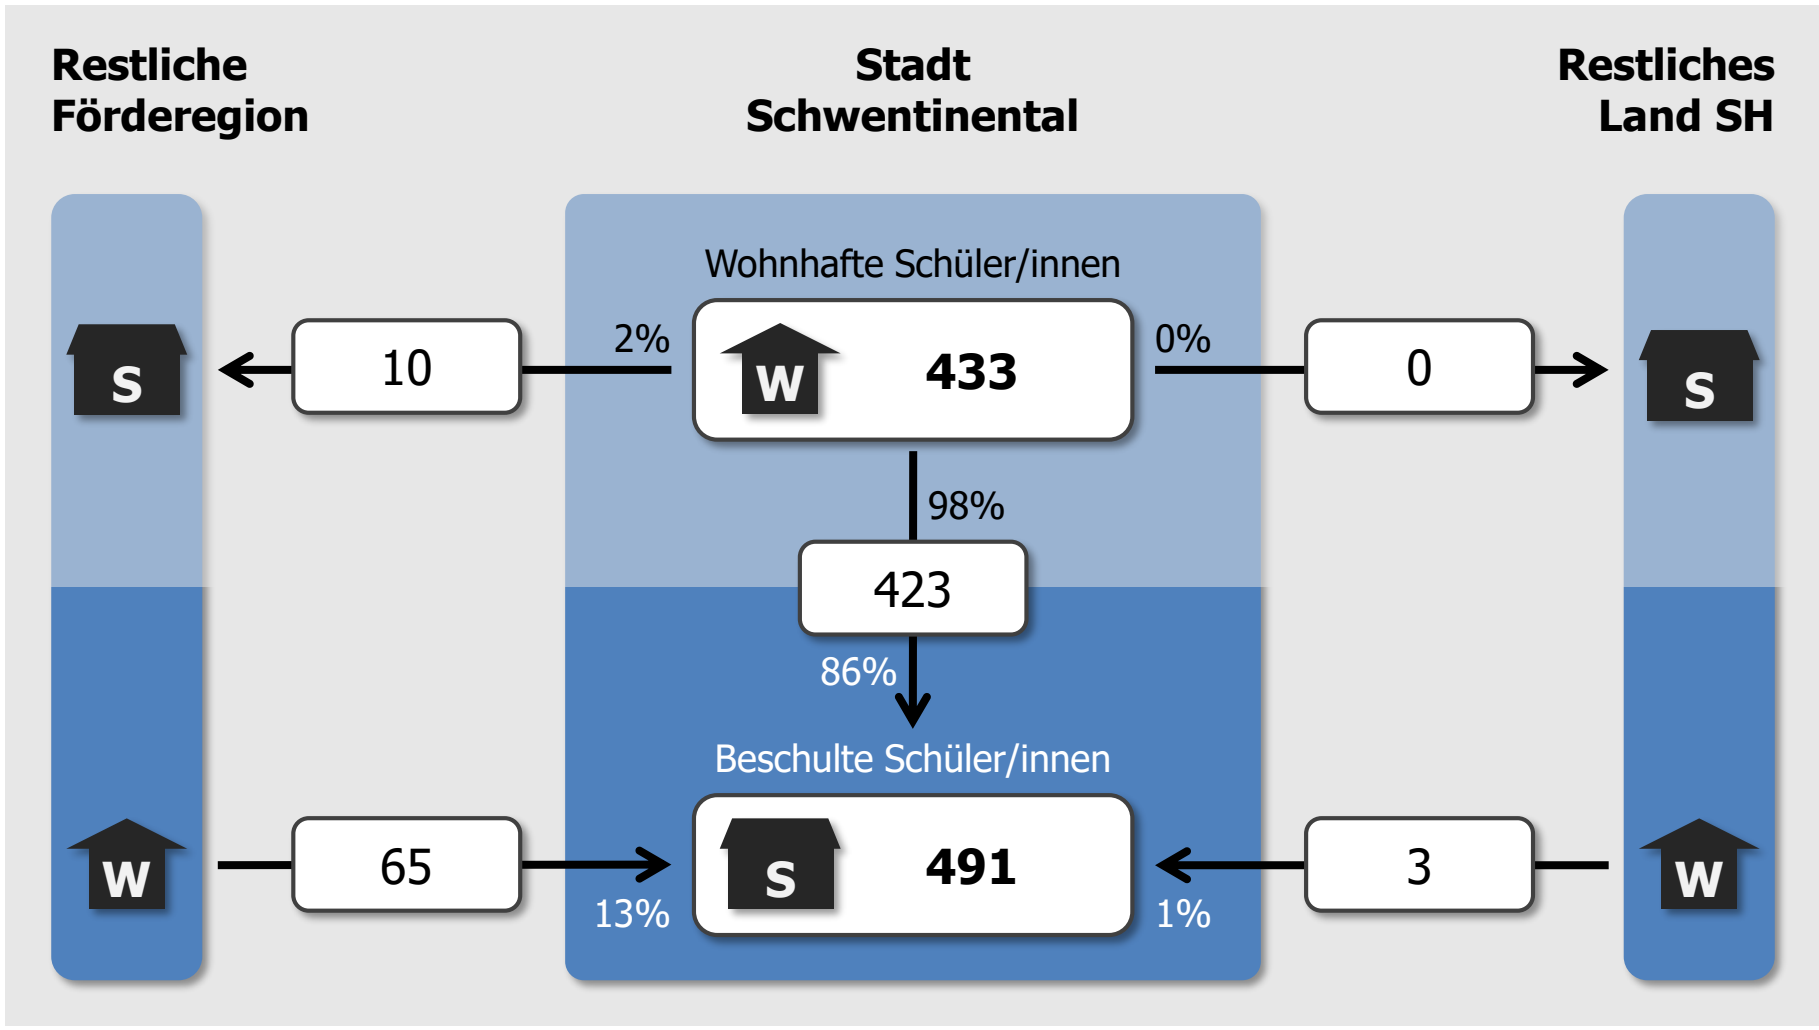 Restliche
Förderegion
Stadt
Schwentinental
Restliches
Land SH
Wohnhafte Schüler/innen
S
10
2%
W
433
0%
0
S
98%
423
86%
Beschulte Schüler/innen
W
65
13%
S
491
1%
3
W